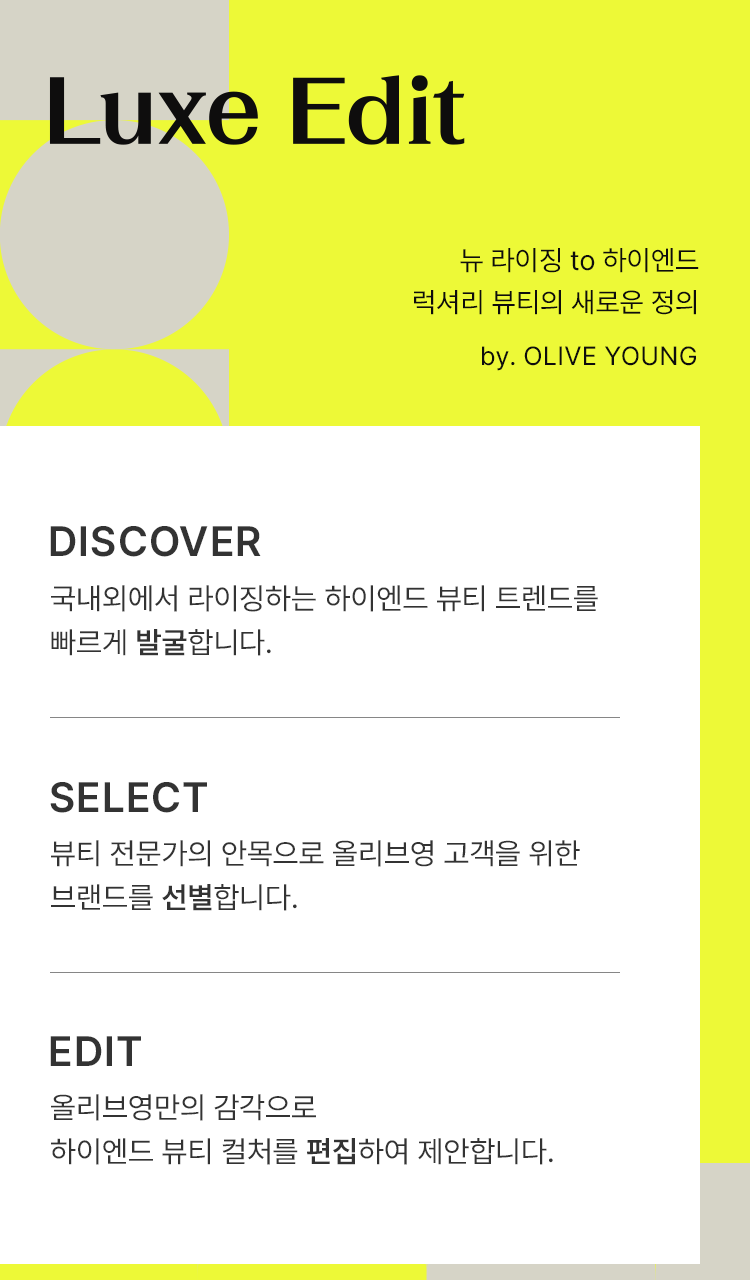 Luxe Edit
뉴 라이징 to 하이엔드
럭셔리 뷰티의 새로운 정의
by. OLIVE YOUNG
DISCOVER
국내외에서 라이징하는 하이엔드 뷰티 트렌드를
빠르게 발굴합니다.
SELECT
뷰티 전문가의 안목으로 올리브영 고객을 위한
브랜드를 선별합니다.
EDIT
올리브영만의 감각으로
하이엔드 뷰티 컬처를 편집하여 제안합니다.